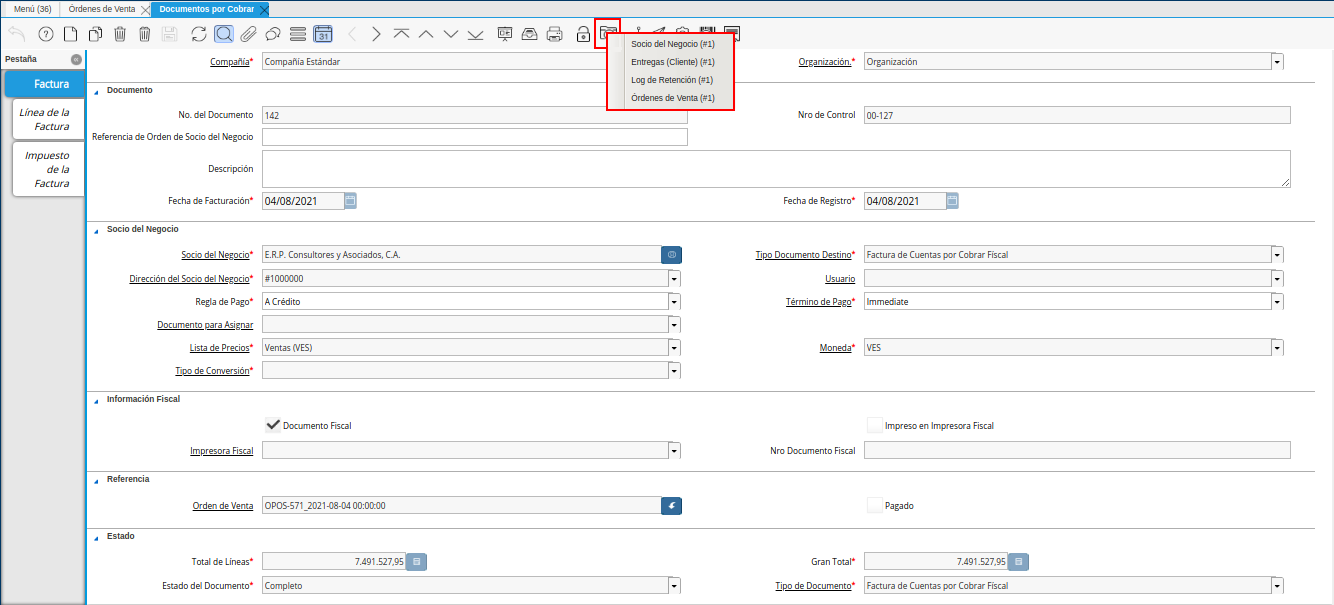 Menú (36) Órdenes de Venta Documentos por Cobrar
31
Pestaña
Factura
Línea de la
Factura
Impuesto
de la
Factura
Socio del Negocio (#1)
Entregas (Cliente) (#1)
Log de Retención (#1)
Órdenes de Venta (#1)
Compañía* Compañía Estándar Organización.* Organización
Documento
No. del Documento 142 Nro de Control 00-127
Referencia de Orden de Socio del Negocio
Descripción
Fecha de Facturación* 04/08/2021 Fecha de Registro* 04/08/2021
Socio del Negocio
Socio del Negocio* E.R.P. Consultores y Asociados, C.A. Tipo Documento Destino* Factura de Cuentas por Cobrar Fiscal
Dirección del Socio del Negocio* #1000000 Usuario
Regla de Pago* A Crédito Término de Pago* Immediate
Documento para Asignar
Lista de Precios* Ventas (VES) Moneda* VES
Tipo de Conversión*
Información Fiscal
Documento Fiscal Impreso en Impresora Fiscal
Impresora Fiscal Nro Documento Fiscal
Referencia
Orden de Venta OPOS-571_2021-08-04 00:00:00 Pagado
Estado
Total de Líneas* 7.491.527,95 Gran Total* 7.491.527,95
Estado del Documento* Completo Tipo de Documento* Factura de Cuentas por Cobrar Fiscal